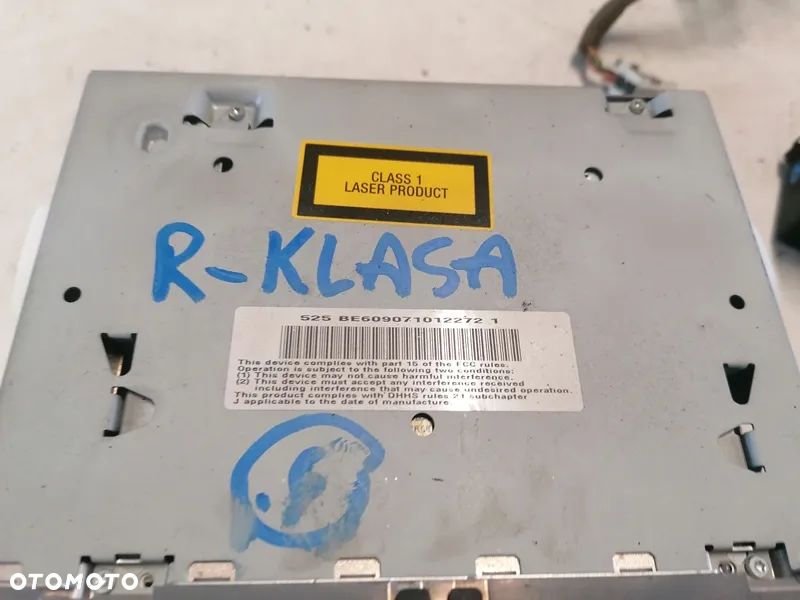 CLASS 1
LASER PRODUCT
R-KLASA
525 BE609071012272 1
This device complies with part 15 of the FCC rules;
Operation is subject to the following two conditions:
(1) This device may not cause harmful interference.
(2) This device must accept any interference received
including interference that may cause undesired operation.
This product complies with DHHS rules 21 subchapter
J applicable to the date of manufacture.
OTOMOTO